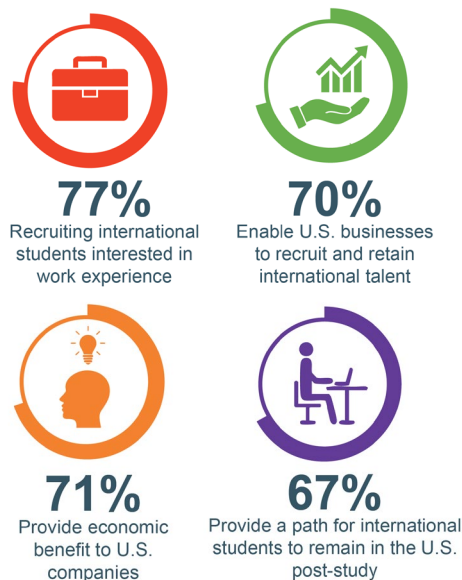 77%
Recruiting international
students interested in
work experience
70%
Enable U.S. businesses
to recruit and retain
international talent
71%
Provide economic
benefit to U.S.
companies
67%
Provide a path for international
students to remain in the U.S.
post-study